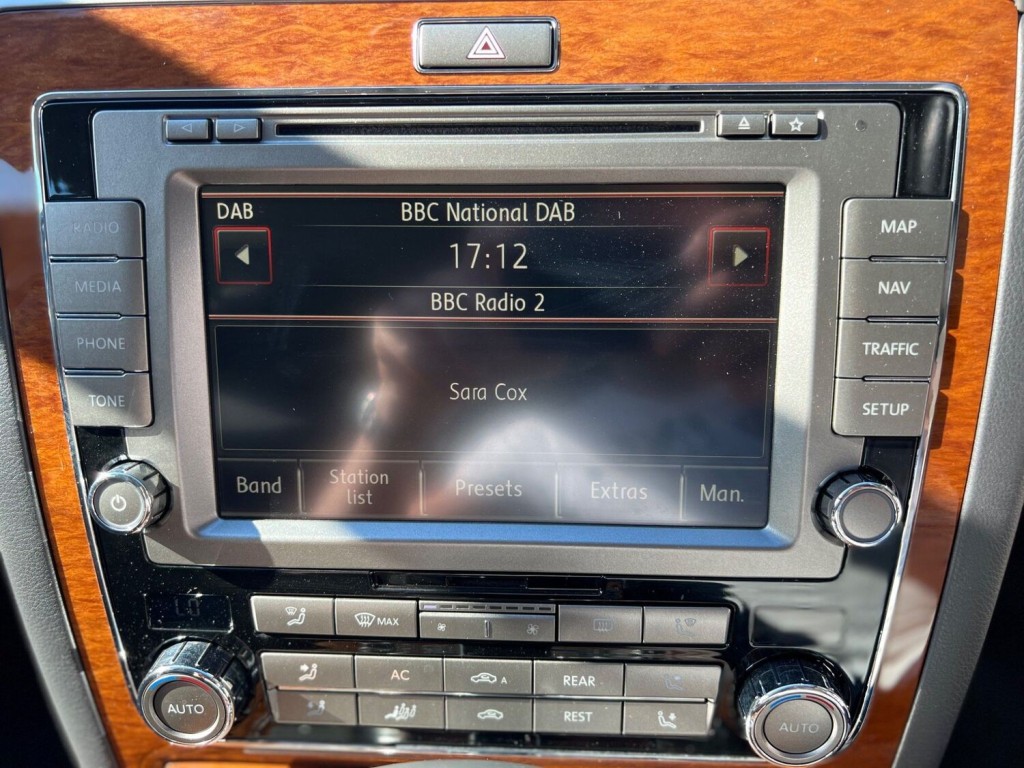 DAB
BBC National DAB
17:12
BBC Radio 2
Sara Cox
Band
Station
list
Presets
Extras
Man.
RADIO
MEDIA
PHONE
TONE
MAP
NAV
TRAFFIC
SETUP
MAX
AC
A
REAR
REST
AUTO
AUTO